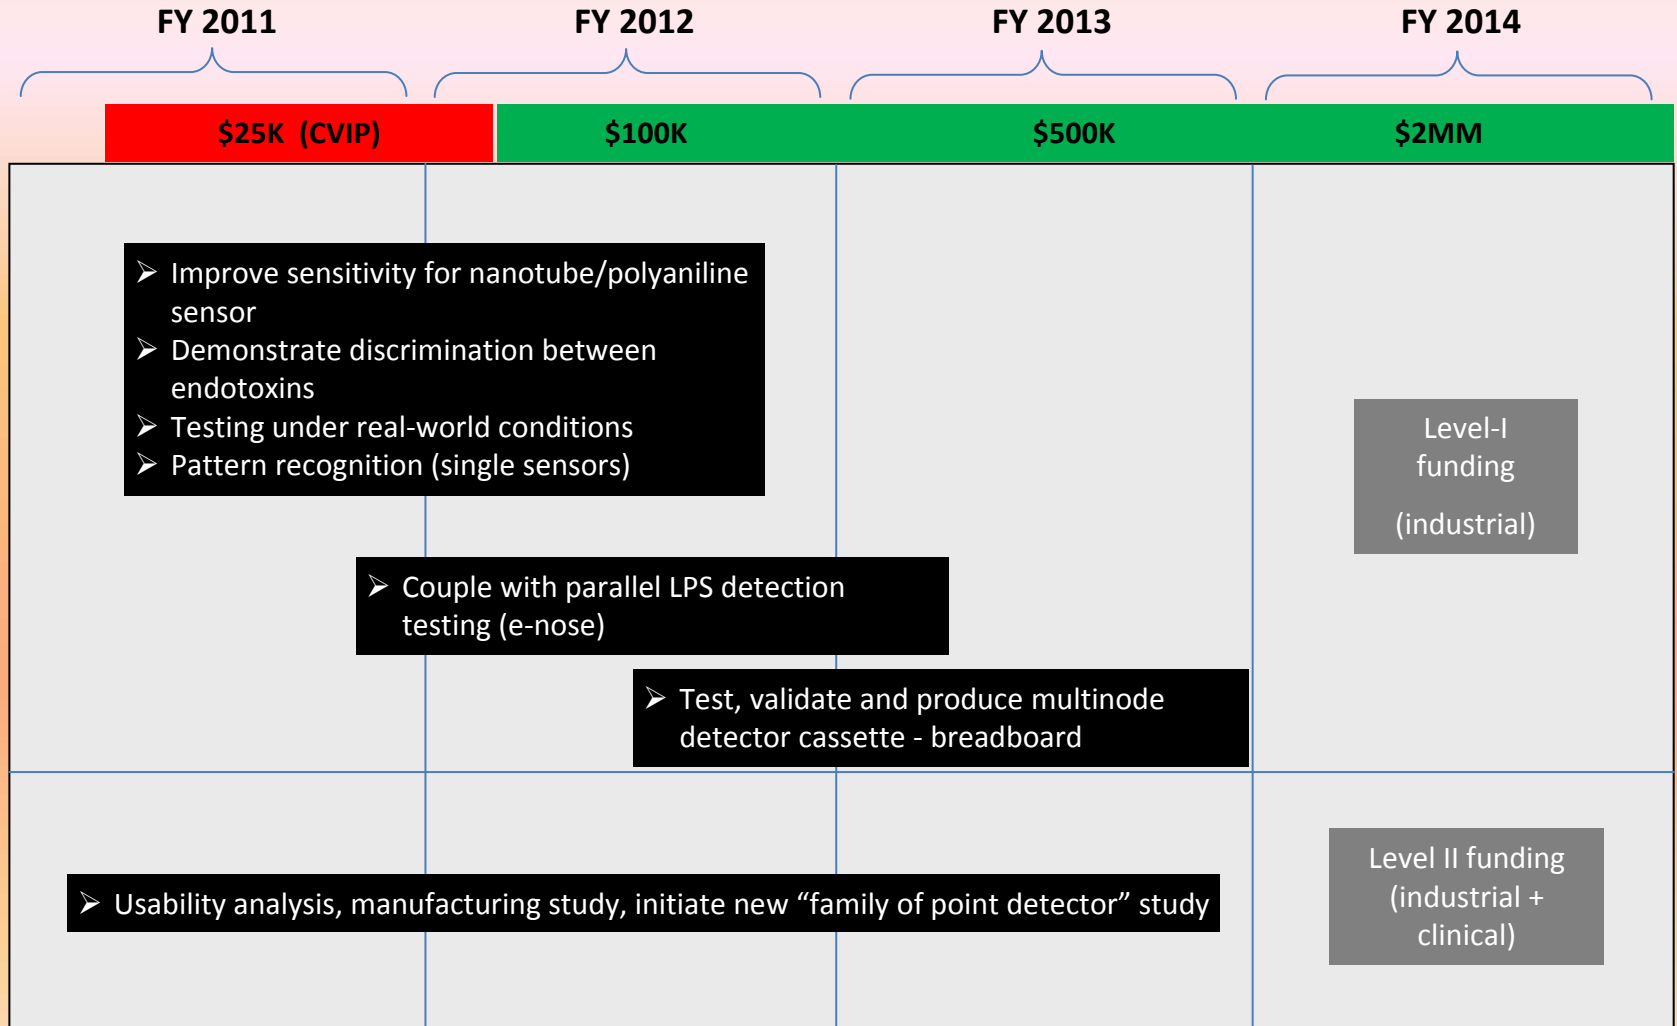 FY 2011 FY 2012 FY 2013 FY 2014
$25K (CVIP) $100K $500K $2MM
➢ Improve sensitivity for nanotube/polyaniline
sensor
➢ Demonstrate discrimination between
endotoxins
➢ Testing under real-world conditions
➢ Pattern recognition (single sensors)
Level-I
funding
(industrial)
➢ Couple with parallel LPS detection
testing (e-nose)
➢ Test, validate and produce multinode
detector cassette - breadboard
➢ Usability analysis, manufacturing study, initiate new “family of point detector” study
Level II funding
(industrial +
clinical)